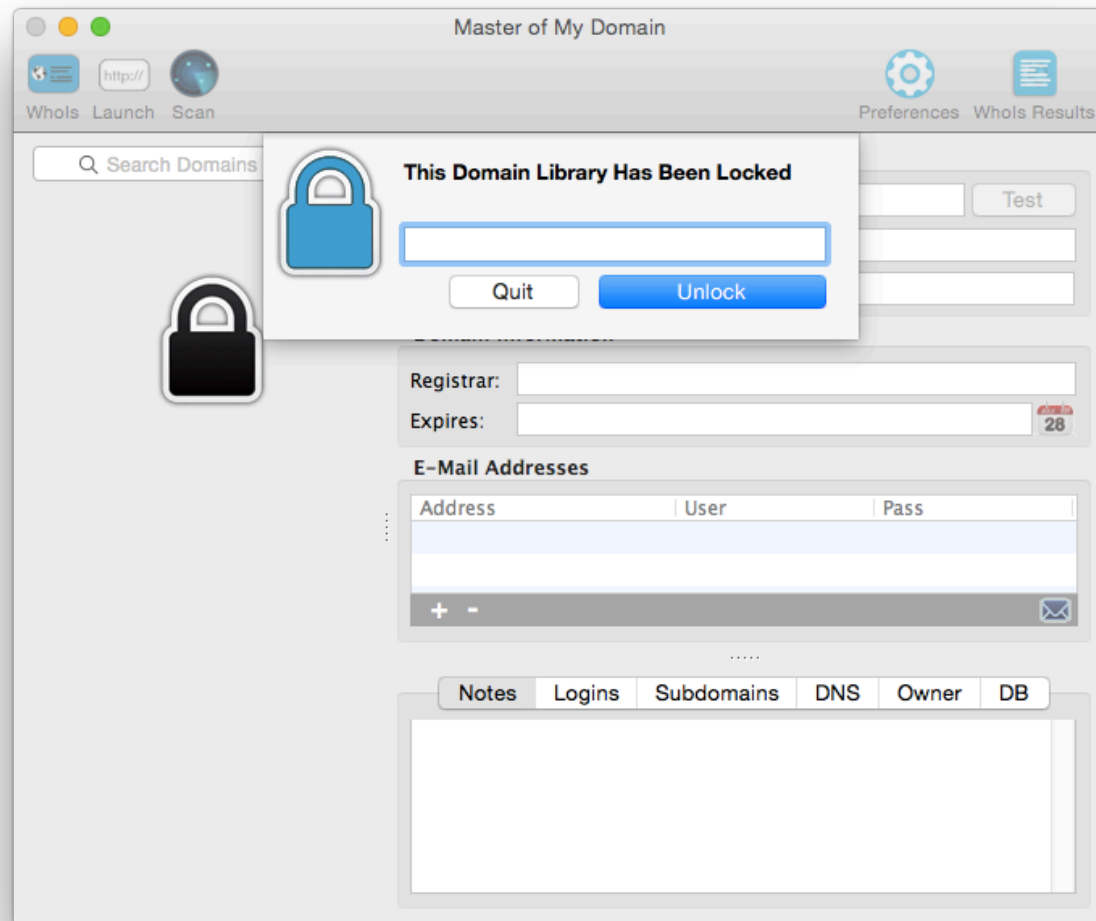 Master of My Domain
http://
WhoIs Launch Scan
Preferences WhoIs Results
Search Domains
This Domain Library Has Been Locked
Test
Quit Unlock
Registrar:
Expires:
28
E-Mail Addresses
Address User Pass
+ -
Notes Logins Subdomains DNS Owner DB